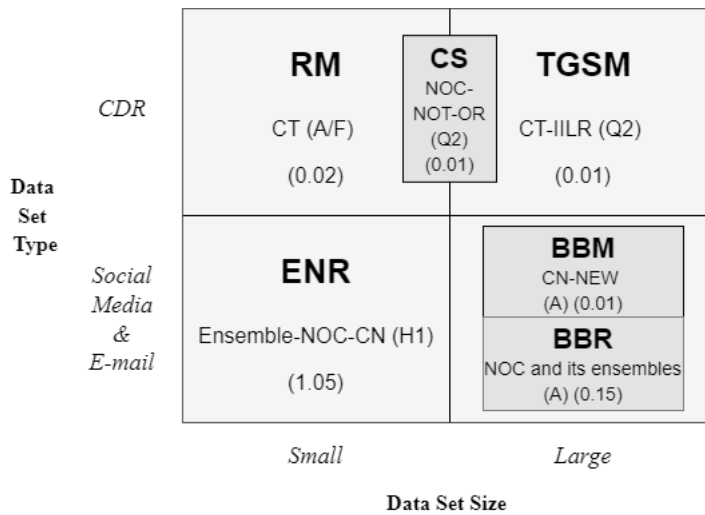 RM
CT (A/F)
(0.02)
CS
NOC-
NOT-OR
(Q2)
(0.01)
TGSM
CT-IILR (Q2)
(0.01)
CDR
Data
Set
Type
Social
Media
&
E-mail
ENR
Ensemble-NOC-CN (H1)
(1.05)
BBM
CN-NEW
(A) (0.01)
BBR
NOC and its ensembles
(A) (0.15)
Small
Large
Data Set Size